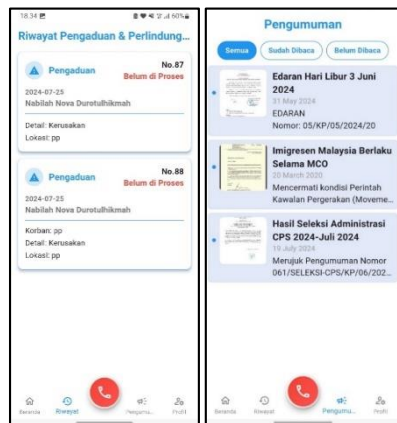 18.34
60%
Riwayat Pengaduan & Perlindung...
Pengaduan
No.87
Belum di Proses
2024-07-25
Nabilah Nova Durotulhikmah
Detail: Kerusakan
Lokasi: pp
Pengaduan
No.88
Belum di Proses
2024-07-25
Nabilah Nova Durotulhikmah
Korban: pp
Detail: Kerusakan
Lokasi: pp
Beranda
Riwayat
Pengumu...
Profil
Pengumuman
Semua
Sudah Dibaca
Belum Dibaca
Edaran Hari Libur 3 Juni
2024
31 May 2024
EDARAN
Nomor: 05/KP/05/2024/20
Imigresen Malaysia Berlaku
Selama MCO
20 March 2020
Mencermati kondisi Perintah
Kawalan Pergerakan (Moveme...
Hasil Seleksi Administrasi
CPS 2024-Juli 2024
19 July 2024
Merujuk Pengumuman Nomor
061/SELEKSI-CPS/KP/06/202...
Beranda
Riwayat
Pengumu...
Profil